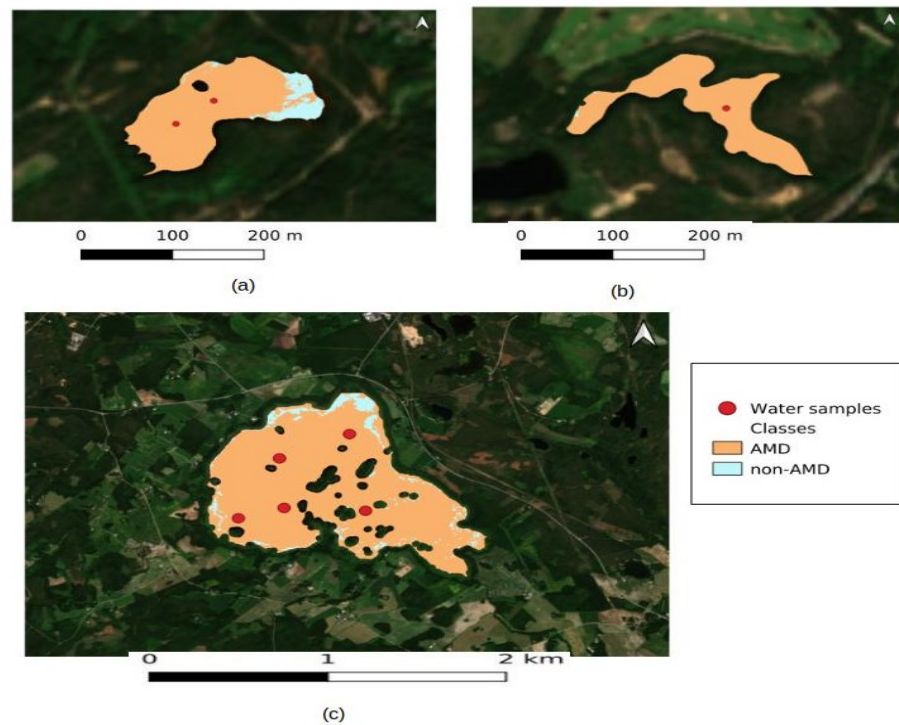 0 100 200 m
(a)
0 100 200 m
(b)
Water samples
Classes
AMD
non-AMD
0 1 2 km
(c)